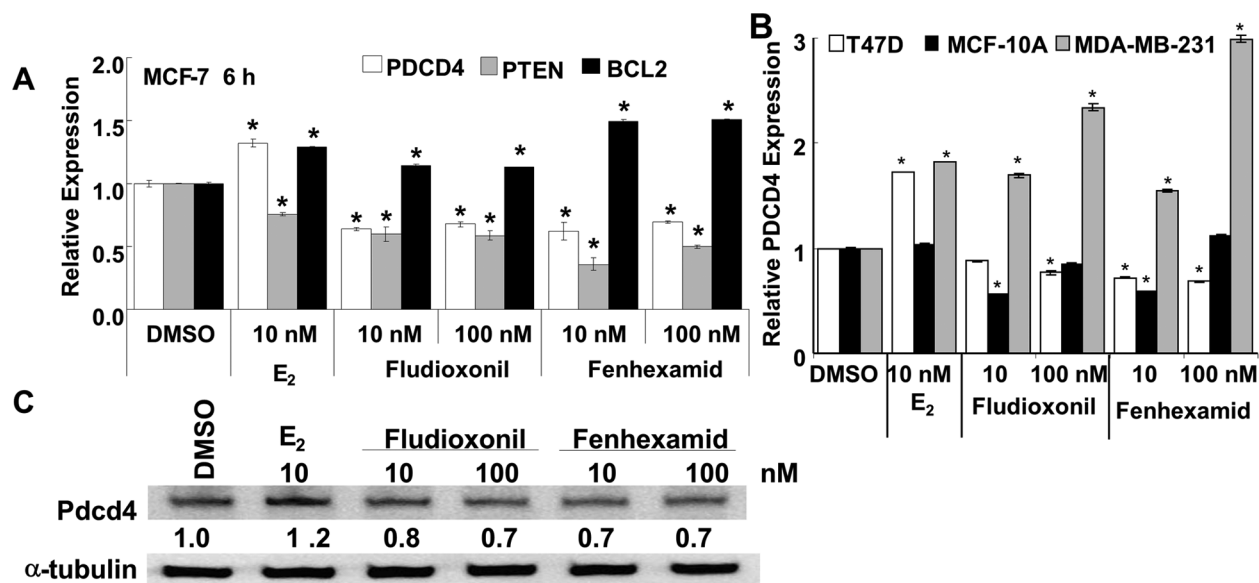 A
MCF-7 6 h
PDCD4 PTEN BCL2
Relative Expression
2.0
1.5
1.0
0.5
0.0
* * * * * * * * * * * * * * *
DMSO 10 nM 10 nM 100 nM 10 nM 100 nM
E2 Fludioxonil Fenhexamid
B
T47D MCF-10A MDA-MB-231
Relative PDCD4 Expression
3
2
1
0
* * * * * * * * * * * *
DMSO 10 nM 10 100 nM 10 100 nM
E2 Fludioxonil Fenhexamid
C
DMSO E2 Fludioxonil Fenhexamid
10 10 100 10 100 nM
Pdcd4
1.0 1.2 0.8 0.7 0.7 0.7
α-tubulin